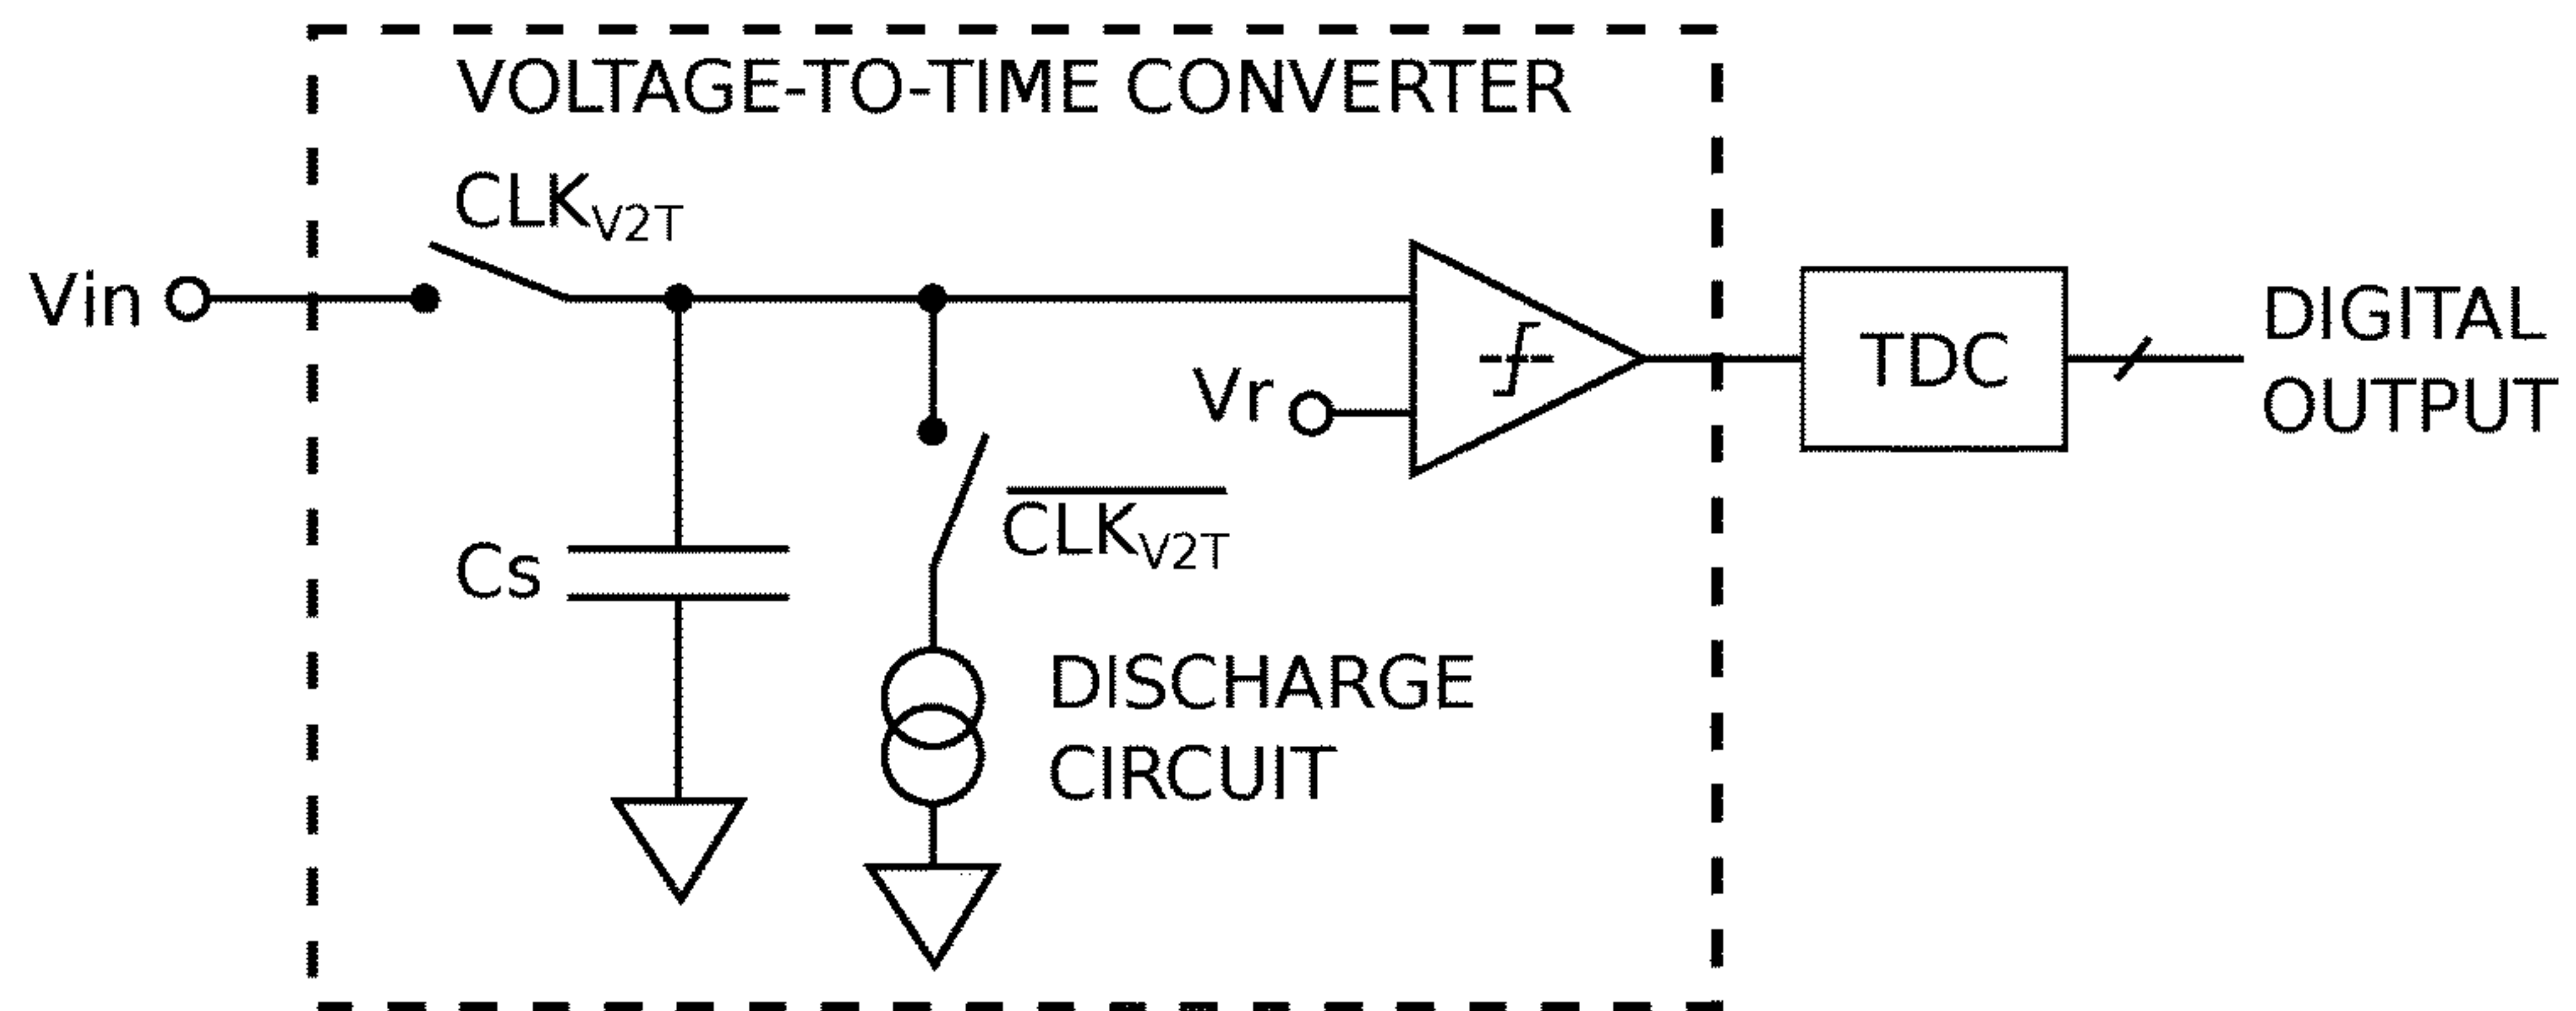 VOLTAGE-TO-TIME CONVERTER
CLKV2T
Vin
Vr
TDC
DIGITAL
OUTPUT
CLKV2T
Cs
DISCHARGE
CIRCUIT